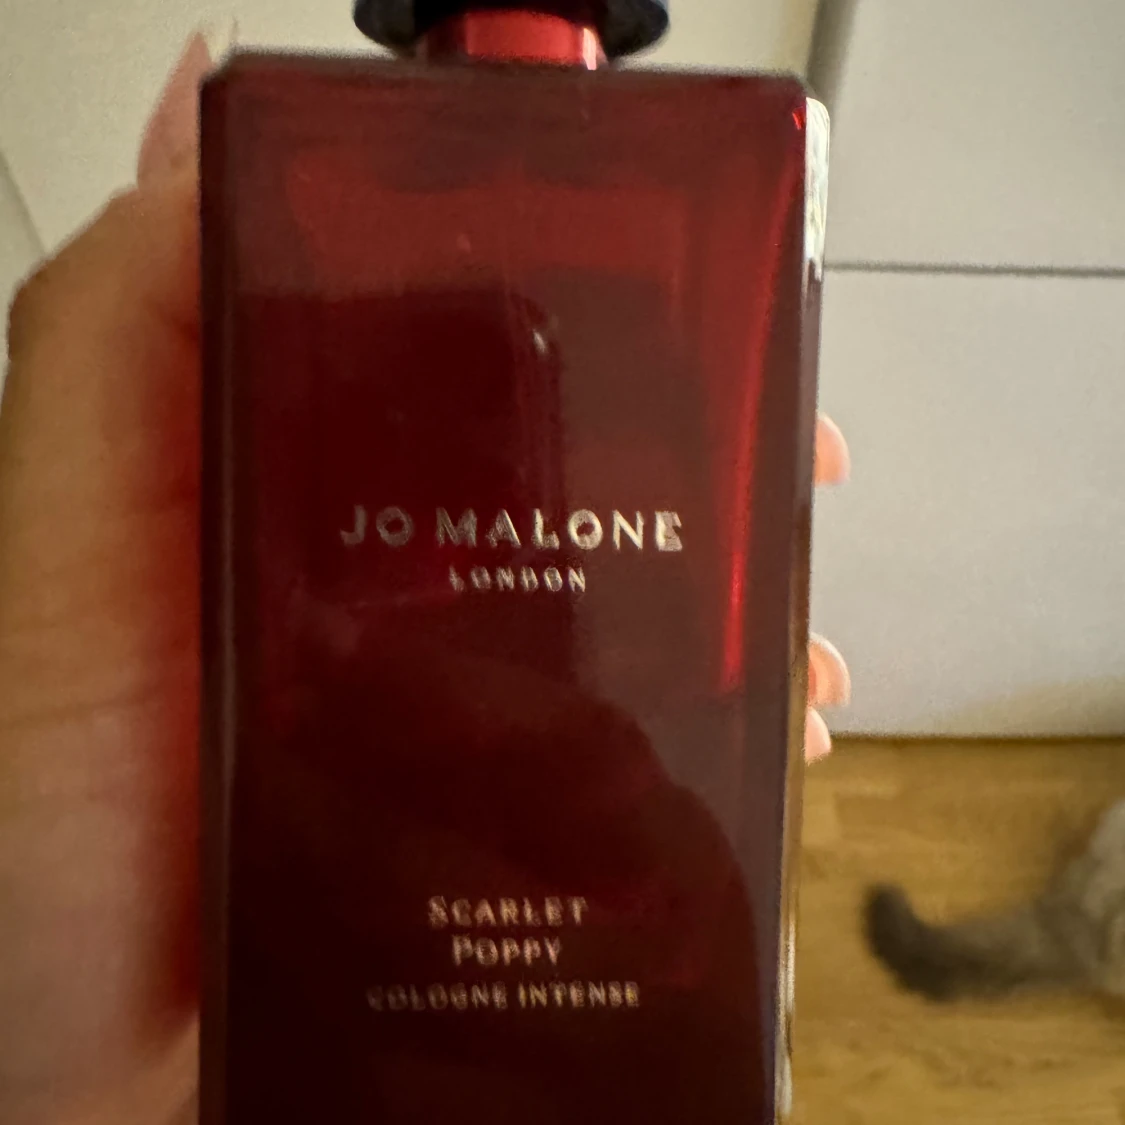 JO MALONE
LONDON
SCARLET
POPPY
COLOGNE INTENSE